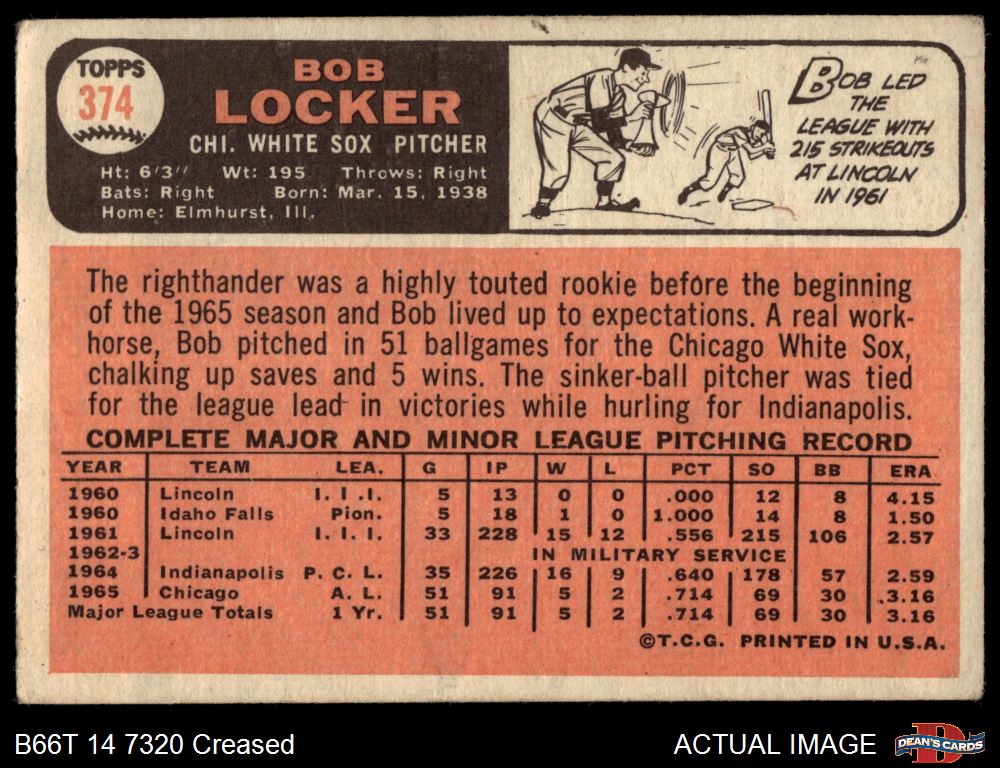 TOPPS
374
BOB
LOCKER
CHI. WHITE SOX PITCHER
Ht: 6'3" Wt: 195 Throws: Right
Bats: Right Born: Mar. 15, 1938
Home: Elmhurst, Ill.
BOB LED
THE
LEAGUE WITH
215 STRIKEOUTS
AT LINCOLN
IN 1961
The righthander was a highly touted rookie before the beginning
of the 1965 season and Bob lived up to expectations. A real work-
horse, Bob pitched in 51 ballgames for the Chicago White Sox,
chalking up saves and 5 wins. The sinker-ball pitcher was tied
for the league lead in victories while hurling for Indianapolis.
COMPLETE MAJOR AND MINOR LEAGUE PITCHING RECORD
YEAR TEAM LEA. G IP W L PCT SO BB ERA
1960 Lincoln I. I. I. 5 13 0 0 .000 12 8 4.15
1960 Idaho Falls Pion. 5 18 1 0 1.000 14 8 1.50
1961 Lincoln I. I. I. 33 228 15 12 .556 215 106 2.57
1962-3 IN MILITARY SERVICE
1964 Indianapolis P. C. L. 35 226 16 9 .640 178 57 2.59
1965 Chicago A. L. 51 91 5 2 .714 69 30 3.16
Major League Totals 1 Yr. 51 91 5 2 .714 69 30 3.16
©T.C.G. PRINTED IN U.S.A.
B66T 14 7320 Creased
ACTUAL IMAGE
D
DEAN'S CARDS